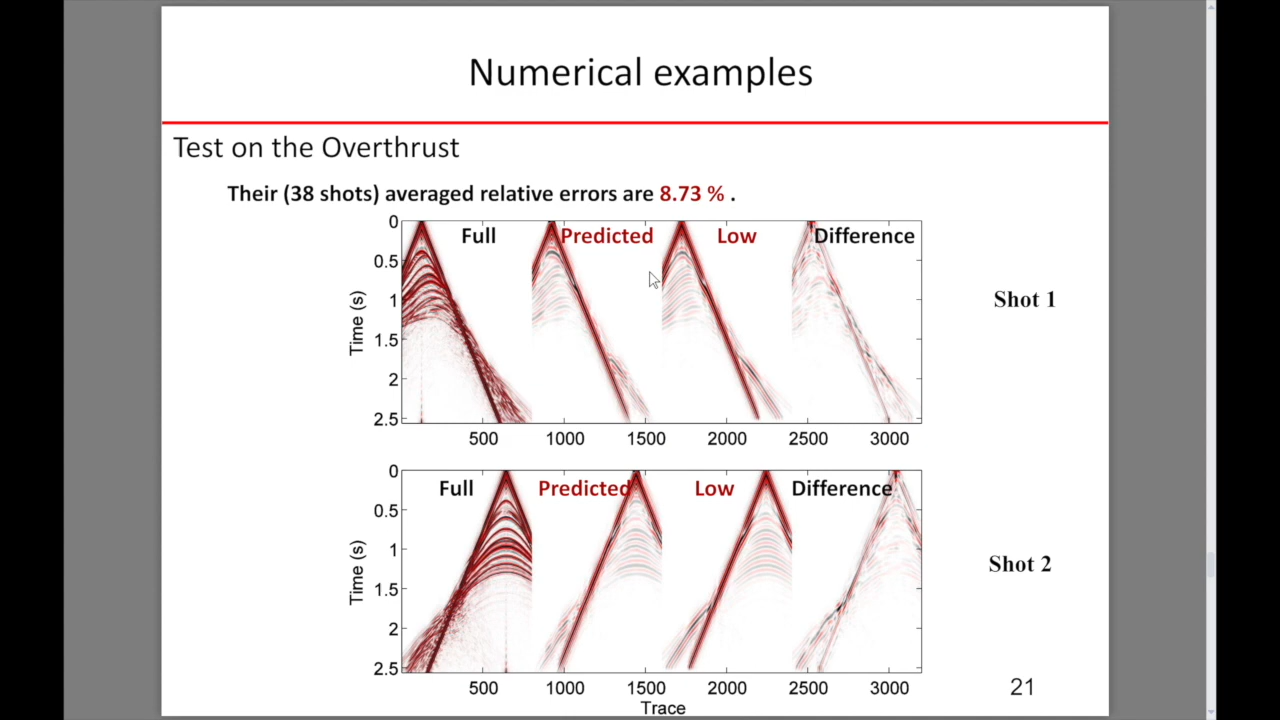 Numerical examples
Test on the Overthrust
Their (38 shots) averaged relative errors are 8.73 % .
Full Predicted Low Difference
0
0.5
1
1.5
2
2.5
Time (s)
500 1000 1500 2000 2500 3000
Shot 1
Full Predicted Low Difference
0
0.5
1
1.5
2
2.5
Time (s)
500 1000 1500 2000 2500 3000
Trace
Shot 2
21